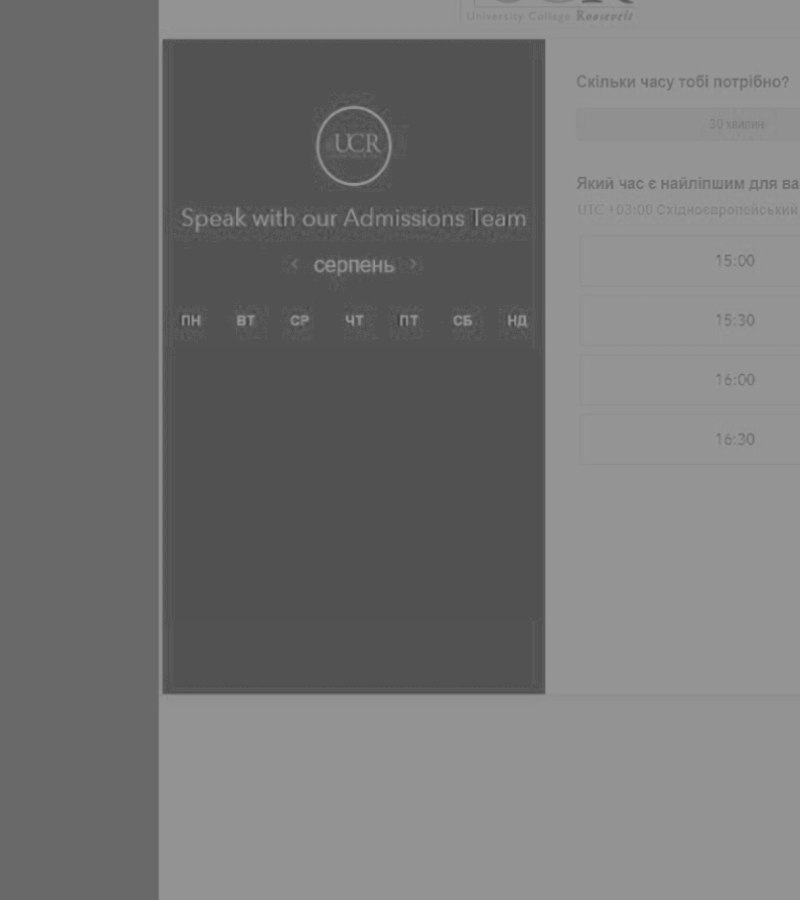 University College Roosevelt
UCR
Speak with our Admissions Team
серпень
ПН ВТ СР ЧТ ПТ СБ НД
Скільки часу тобі потрібно?
30 хвилин
Який час є найліпшим для ва
UTC +03:00 Східноєвропейський
15:00
15:30
16:00
16:30